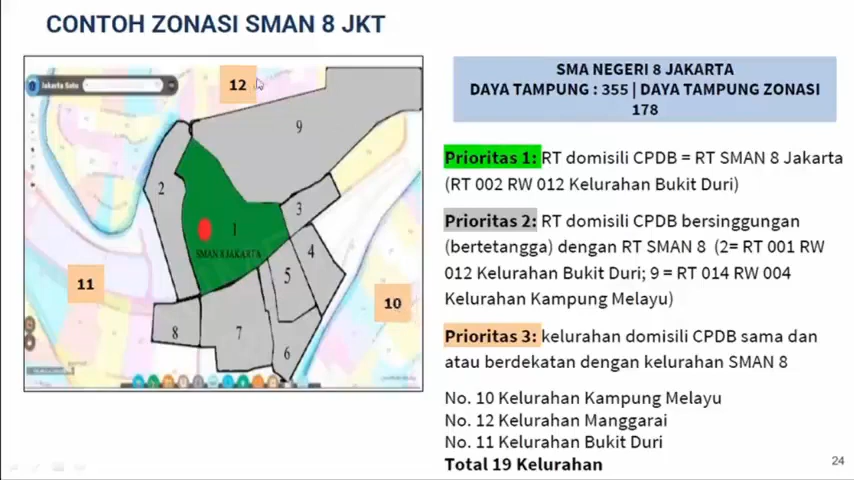 CONTOH ZONASI SMAN 8 JKT
Jakarta Satu
12
9
2
1
SMAN 8 JAKARTA
3
4
5
11
10
8
7
6
SMA NEGERI 8 JAKARTA
DAYA TAMPUNG : 355 | DAYA TAMPUNG ZONASI
178
Prioritas 1: RT domisili CPDB = RT SMAN 8 Jakarta
(RT 002 RW 012 Kelurahan Bukit Duri)
Prioritas 2: RT domisili CPDB bersinggungan
(bertetangga) dengan RT SMAN 8 (2= RT 001 RW
012 Kelurahan Bukit Duri; 9 = RT 014 RW 004
Kelurahan Kampung Melayu)
Prioritas 3: kelurahan domisili CPDB sama dan
atau berdekatan dengan kelurahan SMAN 8
No. 10 Kelurahan Kampung Melayu
No. 12 Kelurahan Manggarai
No. 11 Kelurahan Bukit Duri
Total 19 Kelurahan
24